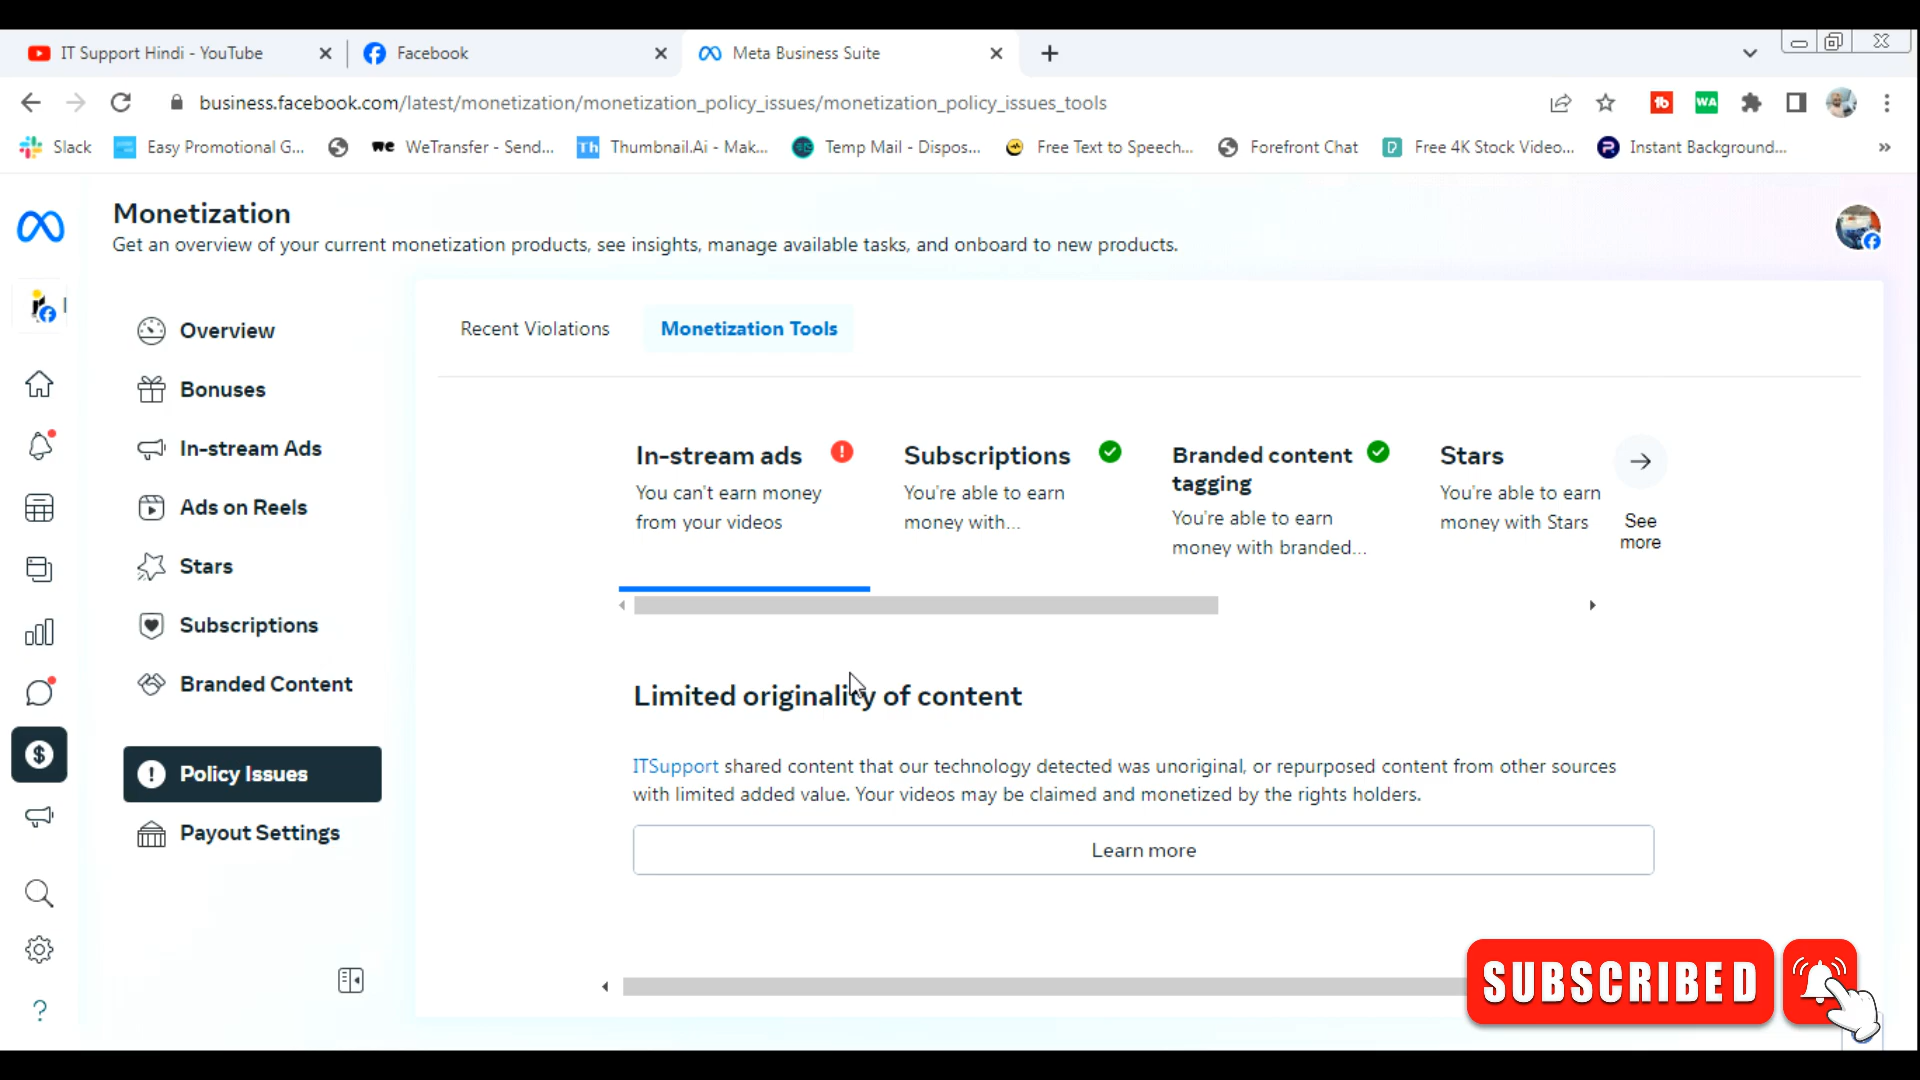 IT Support Hindi - YouTube
Facebook
Meta Business Suite
business.facebook.com/latest/monetization/monetization_policy_issues/monetization_policy_issues_tools
tb
WA
Slack
Easy Promotional G...
we WeTransfer - Send...
Th Thumbnail.Ai - Mak...
Temp Mail - Dispos...
Free Text to Speech...
Forefront Chat
D Free 4K Stock Video...
Instant Background...
Monetization
Get an overview of your current monetization products, see insights, manage available tasks, and onboard to new products.
Overview
Bonuses
In-stream Ads
Ads on Reels
Stars
Subscriptions
Branded Content
Policy Issues
Payout Settings
Recent Violations
Monetization Tools
In-stream ads
You can't earn money
from your videos
Subscriptions
You're able to earn
money with...
Branded content
tagging
You're able to earn
money with branded...
Stars
You're able to earn
money with Stars
See
more
Limited originality of content
ITSupport shared content that our technology detected was unoriginal, or repurposed content from other sources
with limited added value. Your videos may be claimed and monetized by the rights holders.
Learn more
SUBSCRIBED